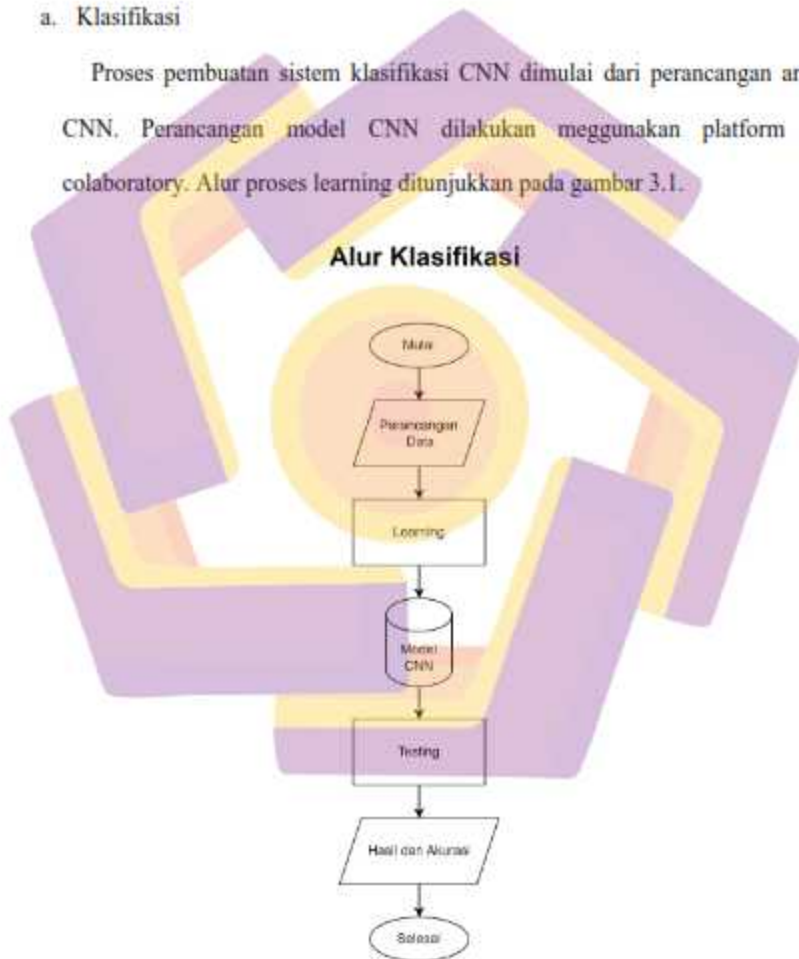 a. Klasifikasi
Proses pembuatan sistem klasifikasi CNN dimulai dari perancangan
CNN. Perancangan model CNN dilakukan meggunakan platform
colaboratory. Alur proses learning ditunjukkan pada gambar 3.1.
Alur Klasifikasi
Mulai
Perancangan
Data
Learning
Model
CNN
Testing
Hasil dan Akurasi
Selesai